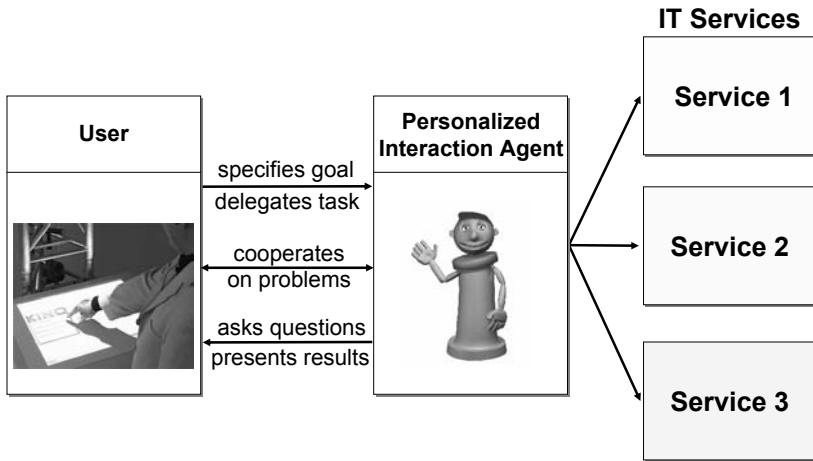 IT Services
User
Personalized
Interaction Agent
specifies goal
delegates task
cooperates
on problems
asks questions
presents results
KINO
Service 1
Service 2
Service 3